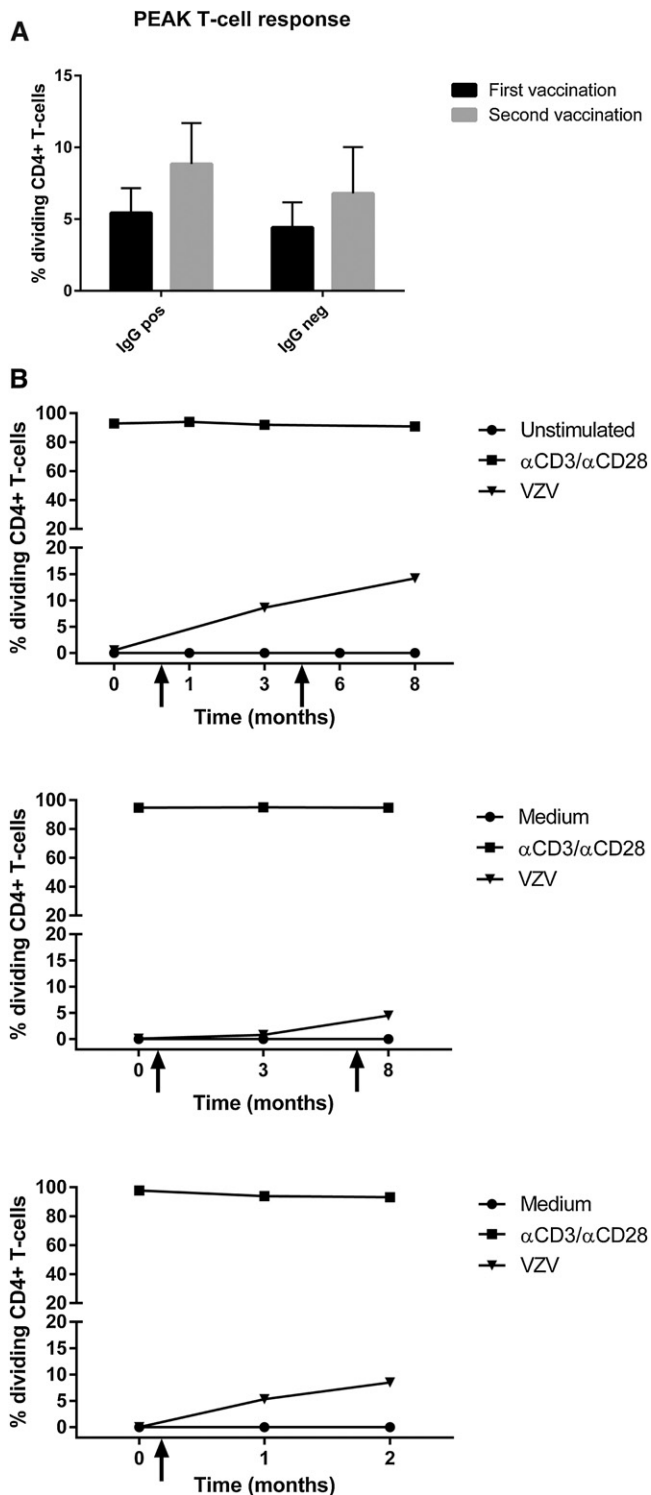 A
PEAK T-cell response
% dividing CD4+ T-cells
15
10
5
0
IgG pos
IgG neg
First vaccination
Second vaccination
B
% dividing CD4+ T-cells
100
80
60
40
20
20
15
10
5
0
0
1
3
6
8
Time (months)
Unstimulated
αCD3/αCD28
VZV
% dividing CD4+ T-cells
100
80
60
40
20
20
15
10
5
0
0
3
8
Time (months)
Medium
αCD3/αCD28
VZV
% dividing CD4+ T-cells
100
80
60
40
20
20
15
10
5
0
0
1
2
Time (months)
Medium
αCD3/αCD28
VZV